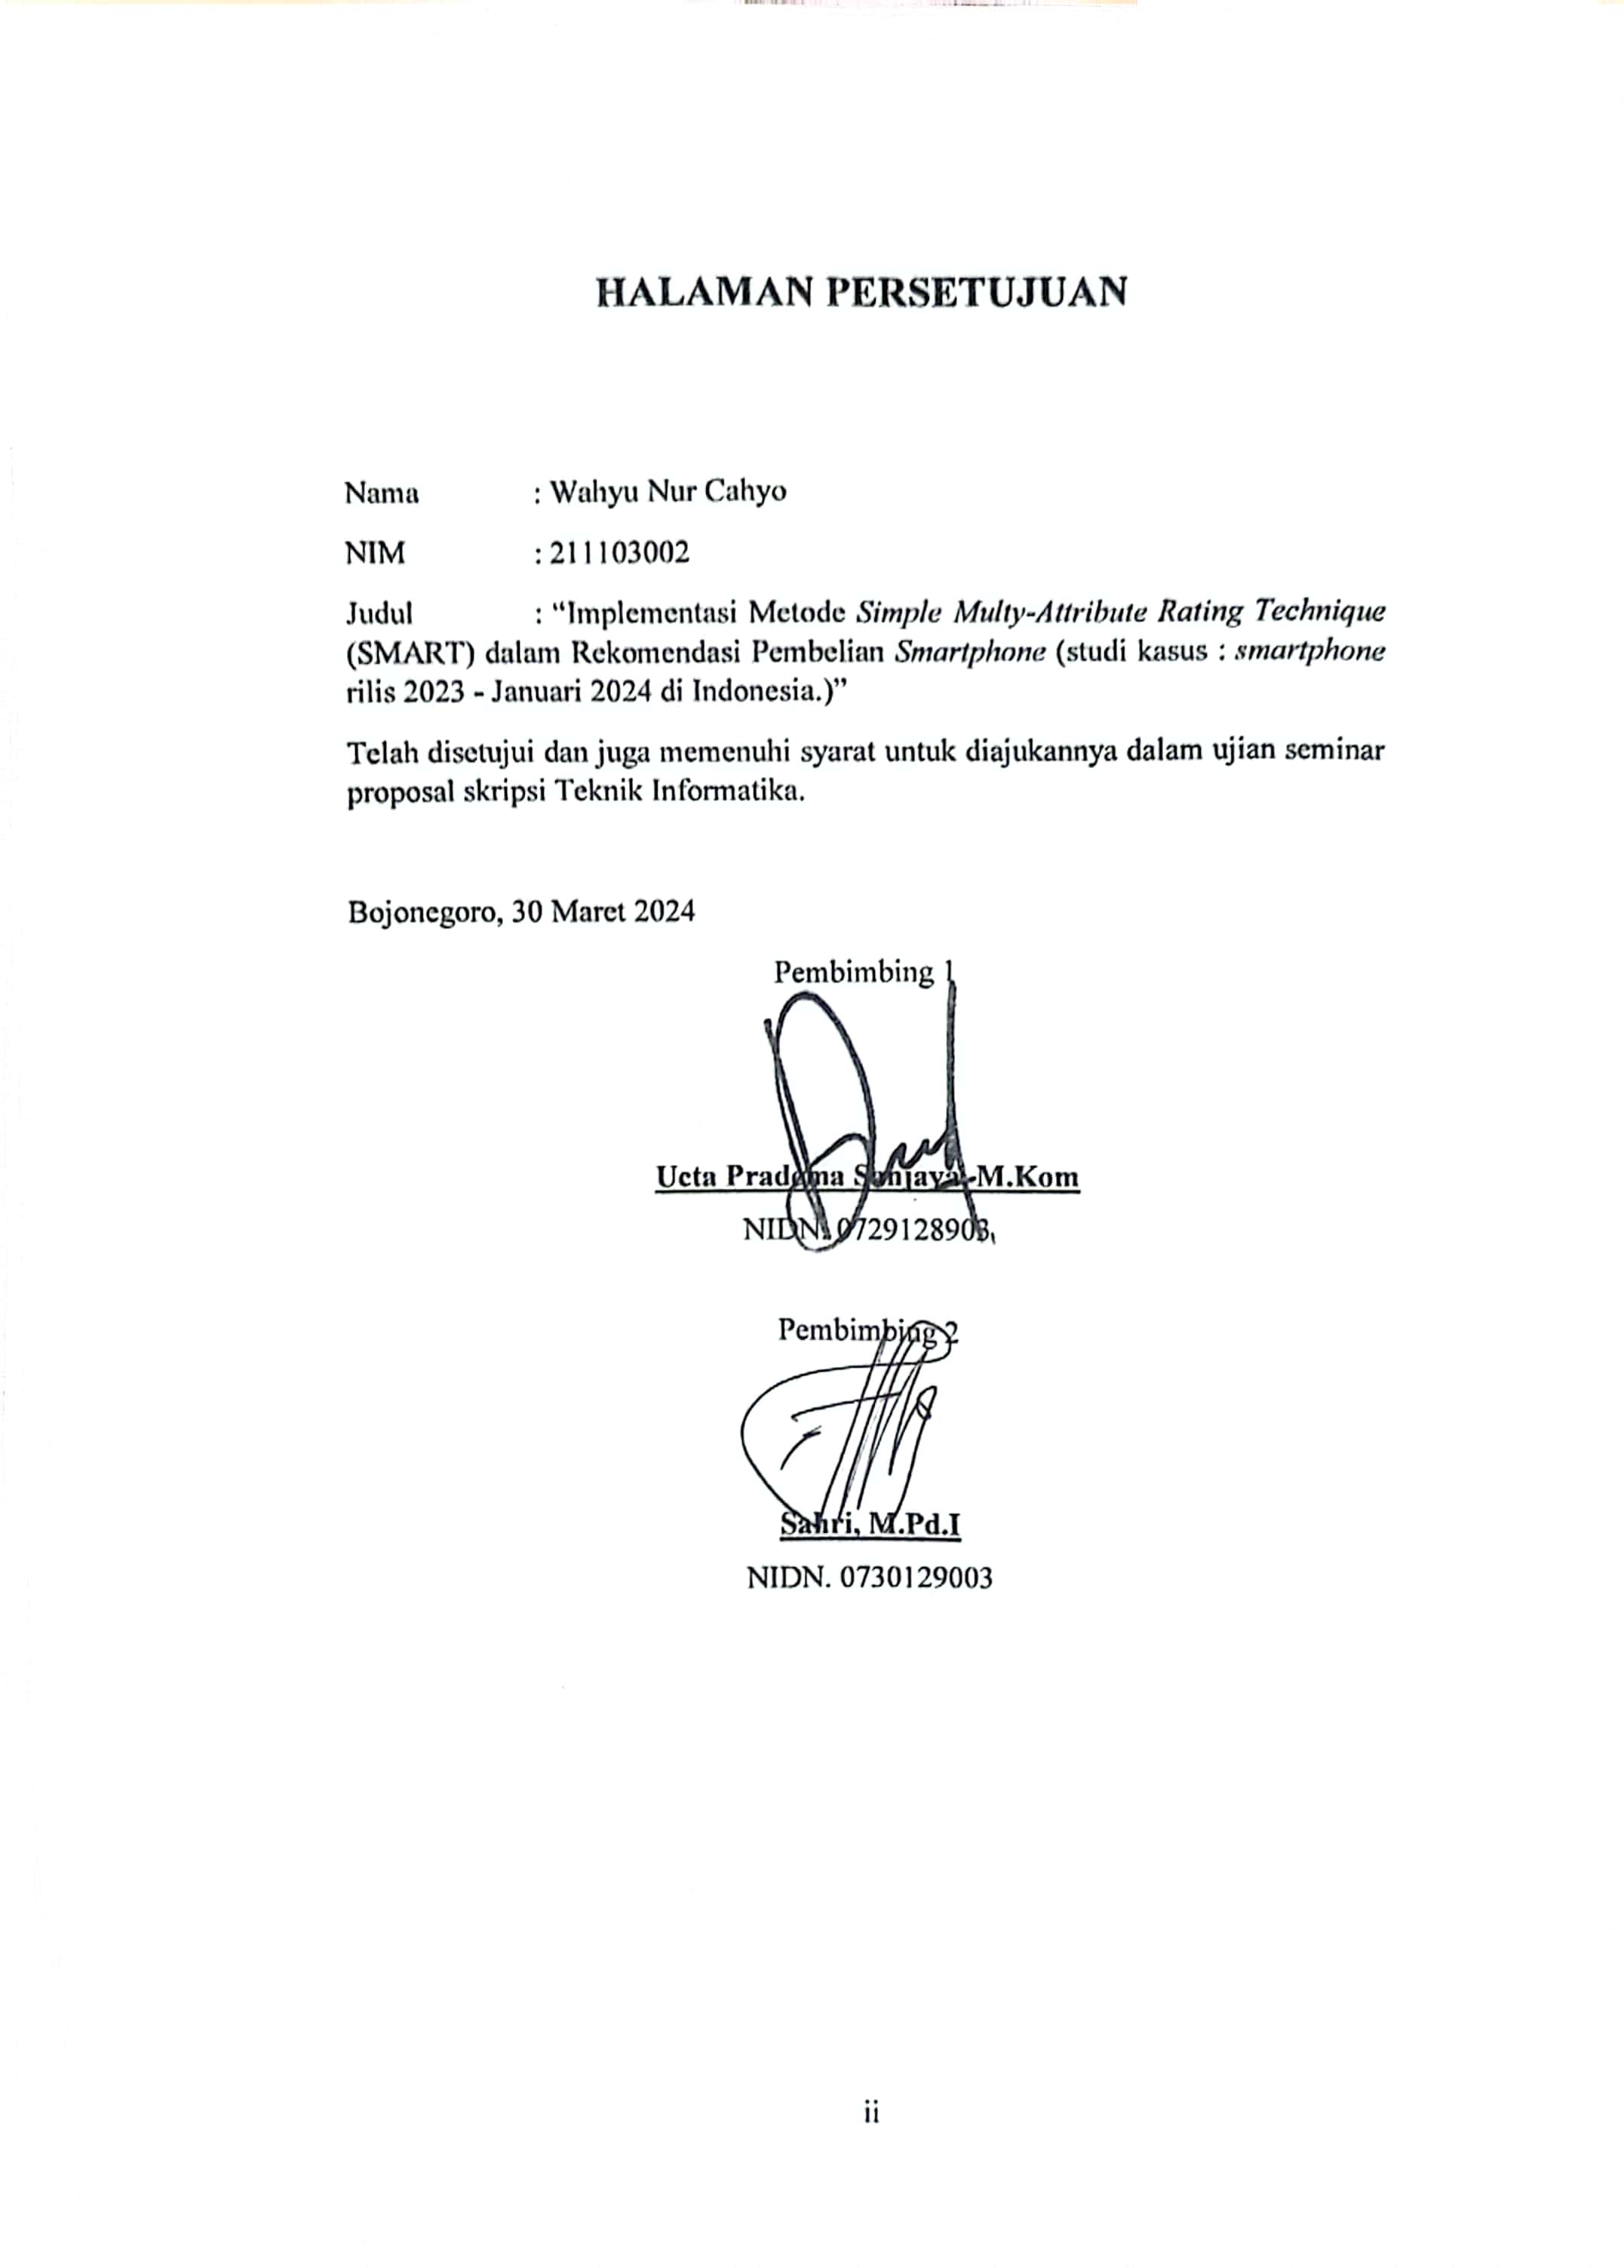 HALAMAN PERSETUJUAN
Nama : Wahyu Nur Cahyo
NIM : 211103002
Judul : “Implementasi Metode Simple Multy-Attribute Rating Technique
(SMART) dalam Rekomendasi Pembelian Smartphone (studi kasus : smartphone
rilis 2023 - Januari 2024 di Indonesia.)”
Telah disetujui dan juga memenuhi syarat untuk diajukannya dalam ujian seminar
proposal skripsi Teknik Informatika.
Bojonegoro, 30 Maret 2024
Pembimbing 1
Ucta Pradema Sanjaya, M.Kom
NIDN. 0729128903
Pembimbing 2
Sahri, M.Pd.I
NIDN. 0730129003
ii